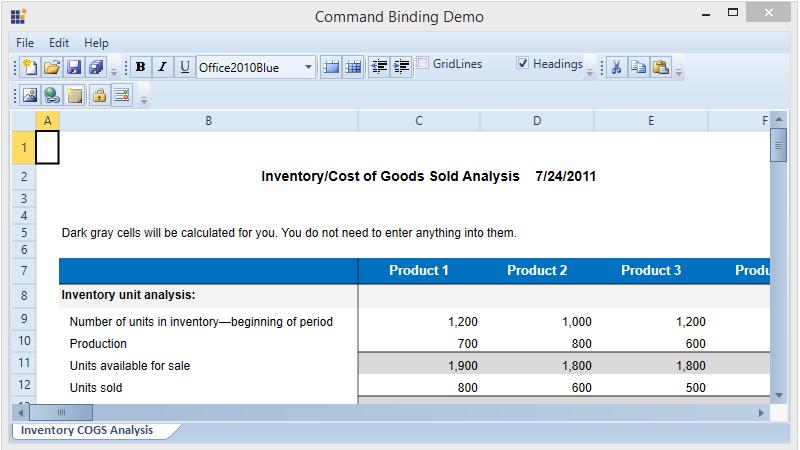 Command Binding Demo
File Edit Help
B I U Office2010Blue GridLines Headings
A B C D E F
1
2 Inventory/Cost of Goods Sold Analysis 7/24/2011
3
4
5 Dark gray cells will be calculated for you. You do not need to enter anything into them.
6
7 Product 1 Product 2 Product 3 Produ
8 Inventory unit analysis:
9 Number of units in inventory—beginning of period 1,200 1,000 1,200
10 Production 700 800 600
11 Units available for sale 1,900 1,800 1,800
12 Units sold 800 600 500
Inventory COGS Analysis